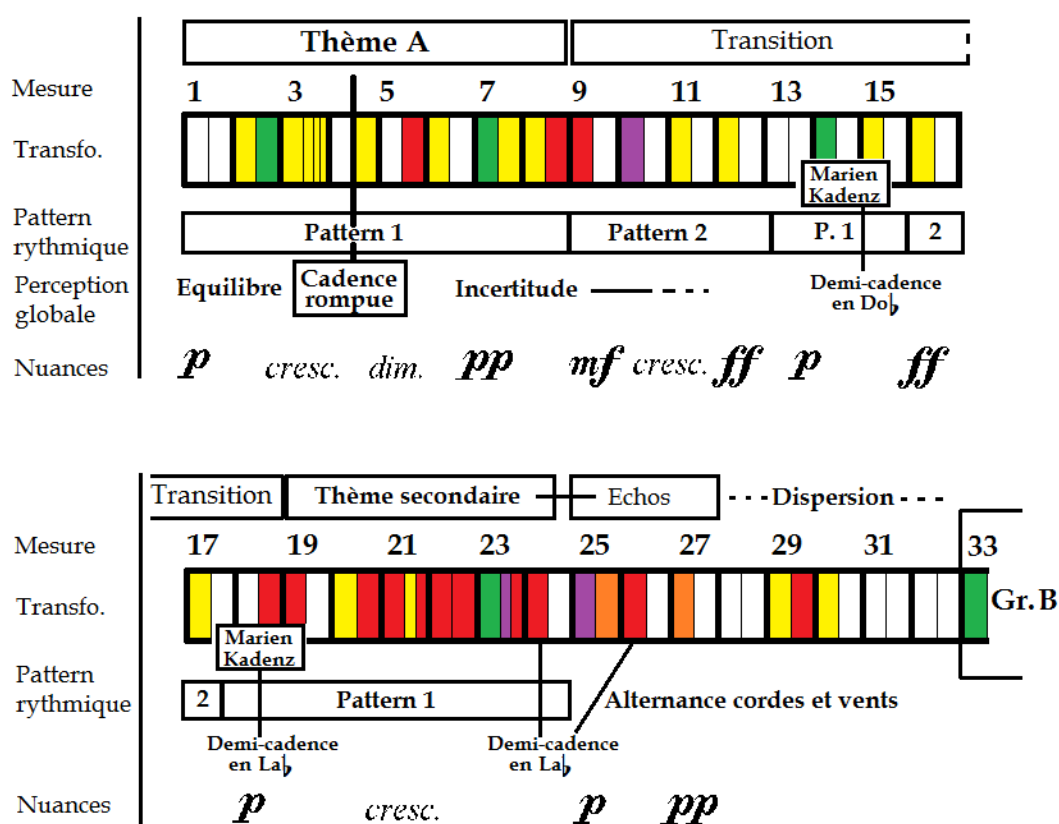 Thème A Transition
Mesure 1 3 5 7 9 11 13 15
Transfo.
Marien
Kadenz
Pattern
rythmique
Pattern 1 Pattern 2 P. 1 2
Perception
globale
Equilibre Cadence
rompue
Incertitude
Demi-cadence
en Do♭
Nuances p cresc. dim. pp mf cresc. ff p ff
Transition Thème secondaire Echos Dispersion
Mesure 17 19 21 23 25 27 29 31 33
Transfo. Gr. B
Marien
Kadenz
Pattern
rythmique
2 Pattern 1 Alternance cordes et vents
Demi-cadence
en La♭
Demi-cadence
en La♭
Nuances p cresc. p pp